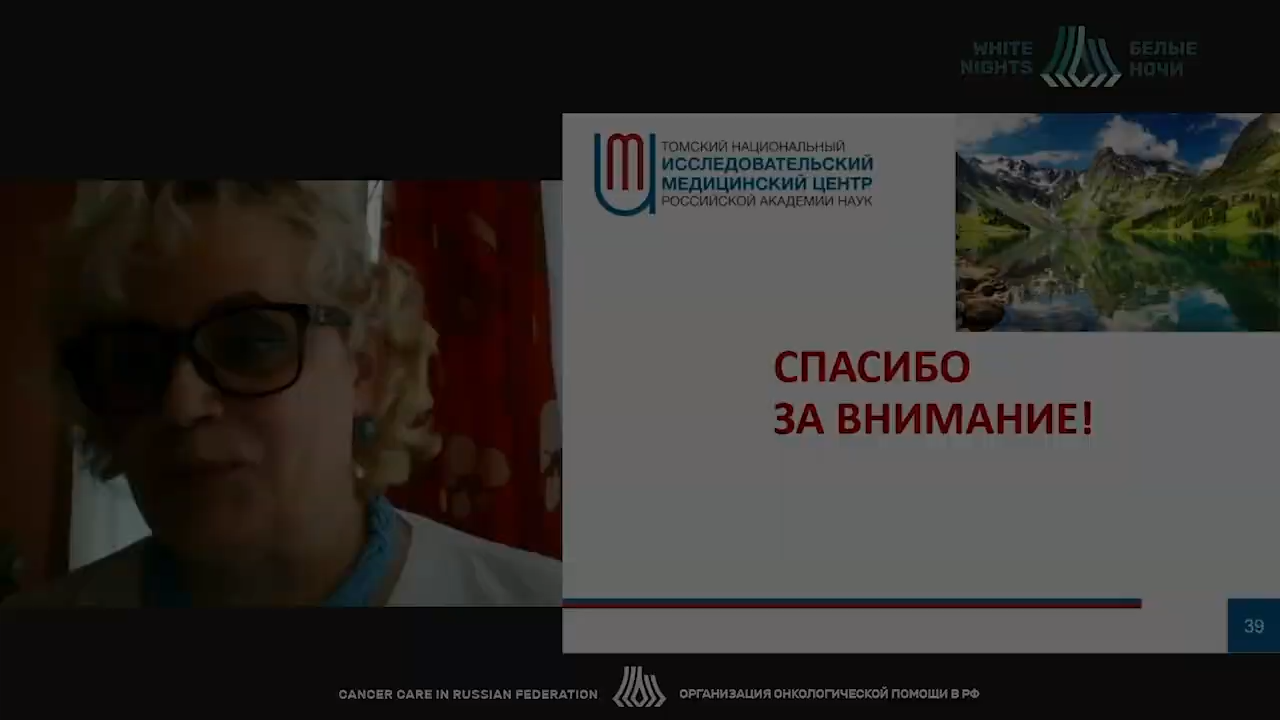 WHITE
NIGHTS
БЕЛЫЕ
НОЧИ
ТОМСКИЙ НАЦИОНАЛЬНЫЙ
ИССЛЕДОВАТЕЛЬСКИЙ
МЕДИЦИНСКИЙ ЦЕНТР
РОССИЙСКОЙ АКАДЕМИИ НАУК
СПАСИБО
ЗА ВНИМАНИЕ!
39
CANCER CARE IN RUSSIAN FEDERATION
ОРГАНИЗАЦИЯ ОНКОЛОГИЧЕСКОЙ ПОМОЩИ В РФ